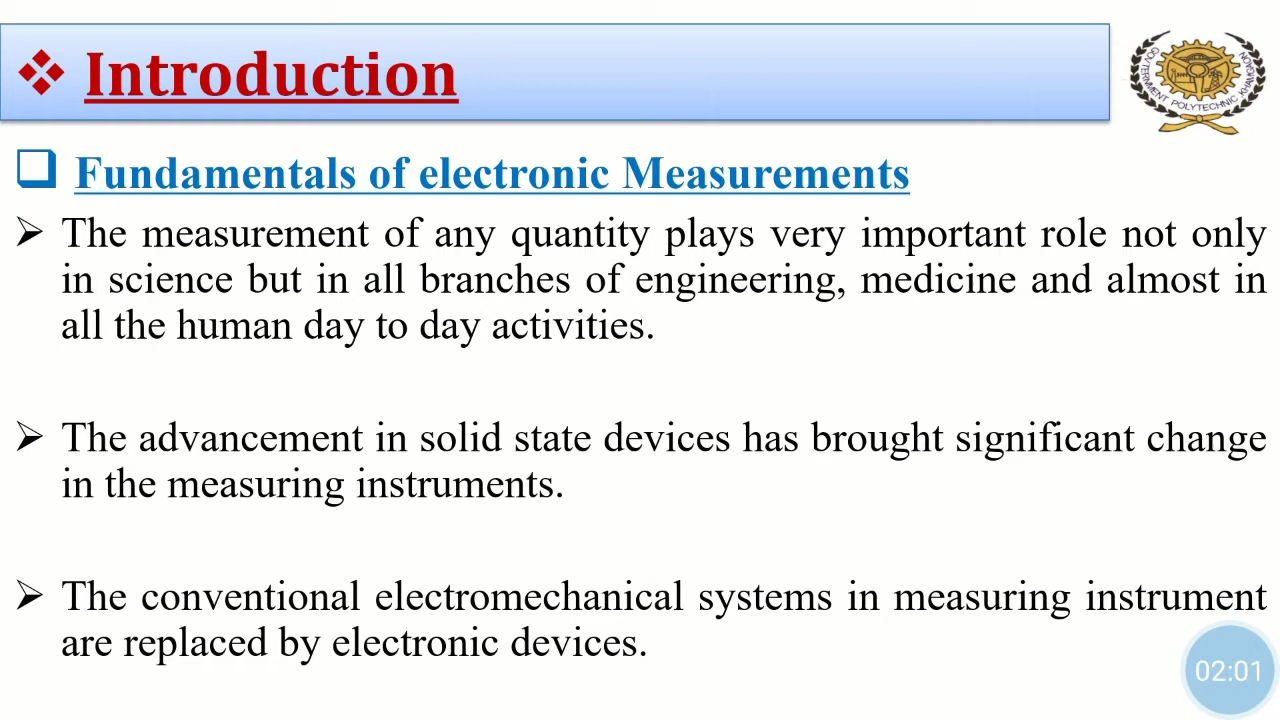 ❖ Introduction
GOVERNMENT POLYTECHNIC KHAMGAON
❑ Fundamentals of electronic Measurements
➢ The measurement of any quantity plays very important role not only
in science but in all branches of engineering, medicine and almost in
all the human day to day activities.
➢ The advancement in solid state devices has brought significant change
in the measuring instruments.
➢ The conventional electromechanical systems in measuring instrument
are replaced by electronic devices.
02:01